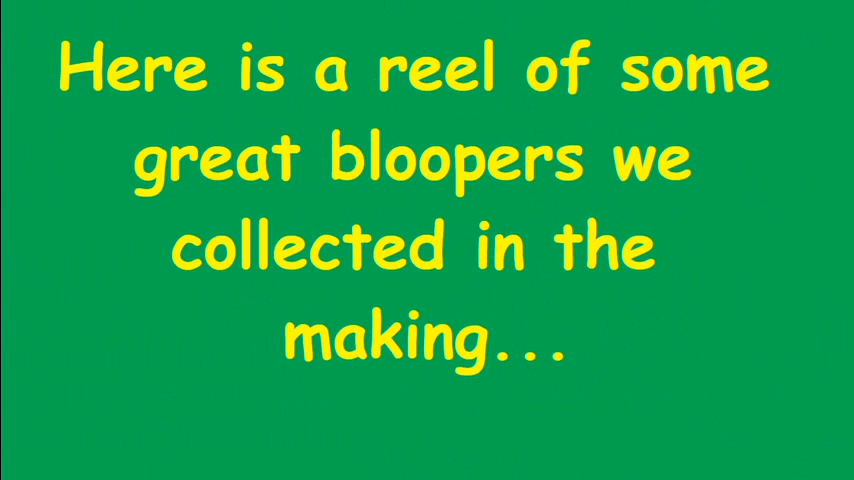 Here is a reel of some
great bloopers we
collected in the
making...